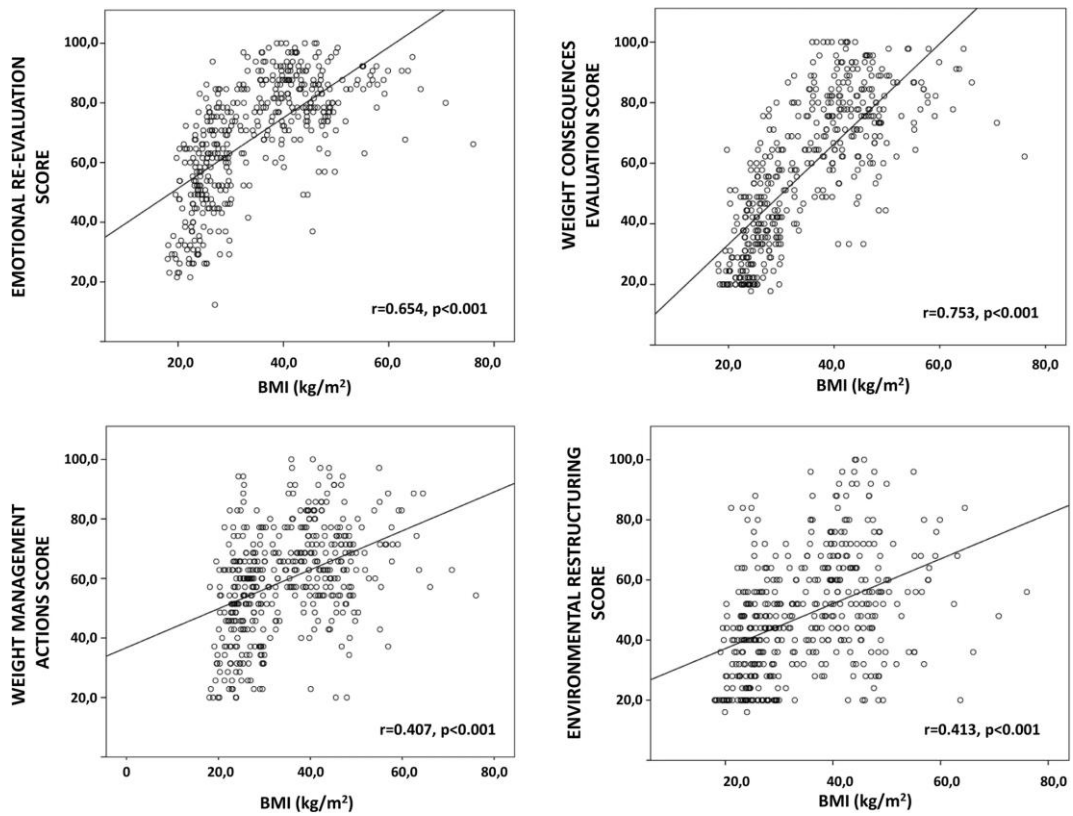 EMOTIONAL RE-EVALUATION
SCORE
100,0
80,0
60,0
40,0
20,0
r=0.654, p<0.001
20,0 40,0 60,0 80,0
BMI (kg/m²)
WEIGHT CONSEQUENCES
EVALUATION SCORE
100,0
80,0
60,0
40,0
20,0
r=0.753, p<0.001
20,0 40,0 60,0 80,0
BMI (kg/m²)
WEIGHT MANAGEMENT
ACTIONS SCORE
100,0
80,0
60,0
40,0
20,0
r=0.407, p<0.001
0 20,0 40,0 60,0 80,0
BMI (kg/m²)
ENVIRONMENTAL RESTRUCTURING
SCORE
100,0
80,0
60,0
40,0
20,0
r=0.413, p<0.001
20,0 40,0 60,0 80,0
BMI (kg/m²)